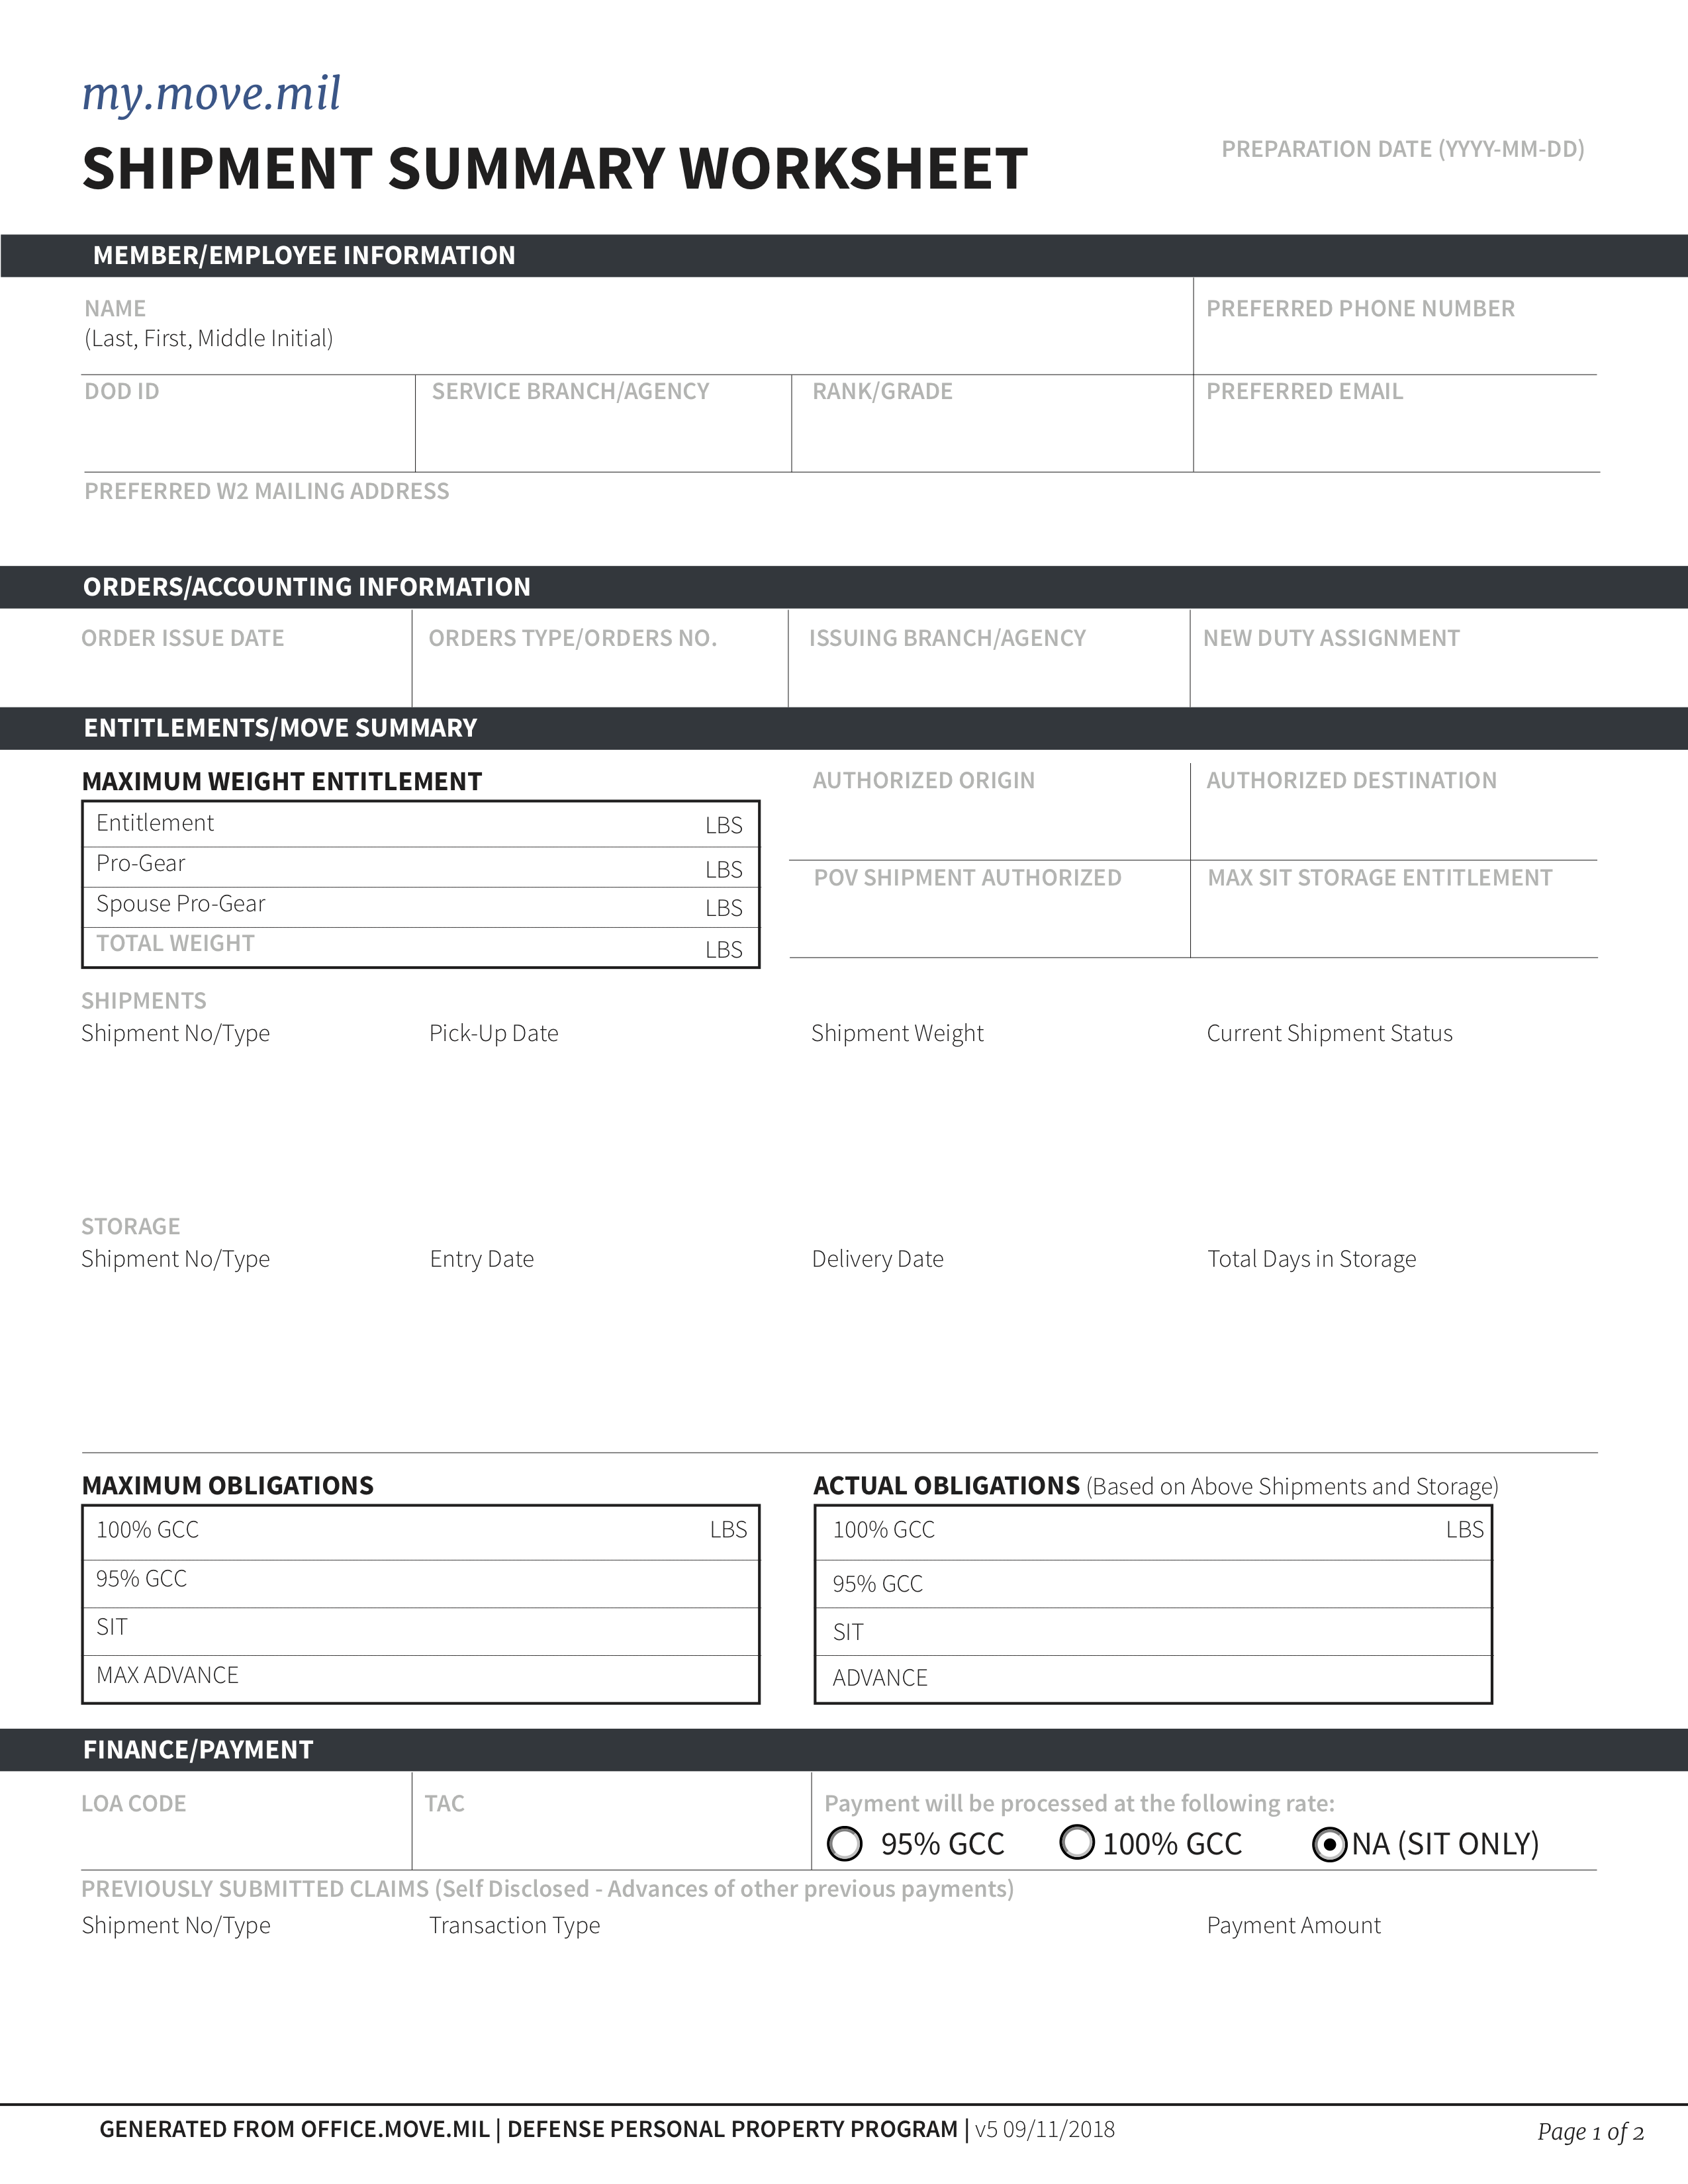 my.move.mil
SHIPMENT SUMMARY WORKSHEET
PREPARATION DATE (YYYY-MM-DD)
MEMBER/EMPLOYEE INFORMATION
NAME
(Last, First, Middle Initial)
PREFERRED PHONE NUMBER
DOD ID
SERVICE BRANCH/AGENCY
RANK/GRADE
PREFERRED EMAIL
PREFERRED W2 MAILING ADDRESS
ORDERS/ACCOUNTING INFORMATION
ORDER ISSUE DATE
ORDERS TYPE/ORDERS NO.
ISSUING BRANCH/AGENCY
NEW DUTY ASSIGNMENT
ENTITLEMENTS/MOVE SUMMARY
MAXIMUM WEIGHT ENTITLEMENT
Entitlement LBS
Pro-Gear LBS
Spouse Pro-Gear LBS
TOTAL WEIGHT LBS
AUTHORIZED ORIGIN
AUTHORIZED DESTINATION
POV SHIPMENT AUTHORIZED
MAX SIT STORAGE ENTITLEMENT
SHIPMENTS
Shipment No/Type Pick-Up Date Shipment Weight Current Shipment Status
STORAGE
Shipment No/Type Entry Date Delivery Date Total Days in Storage
MAXIMUM OBLIGATIONS
100% GCC LBS
95% GCC
SIT
MAX ADVANCE
ACTUAL OBLIGATIONS (Based on Above Shipments and Storage)
100% GCC LBS
95% GCC
SIT
ADVANCE
FINANCE/PAYMENT
LOA CODE
TAC
Payment will be processed at the following rate:
95% GCC 100% GCC NA (SIT ONLY)
PREVIOUSLY SUBMITTED CLAIMS (Self Disclosed - Advances of other previous payments)
Shipment No/Type Transaction Type Payment Amount
GENERATED FROM OFFICE.MOVE.MIL | DEFENSE PERSONAL PROPERTY PROGRAM | v5 09/11/2018
Page 1 of 2